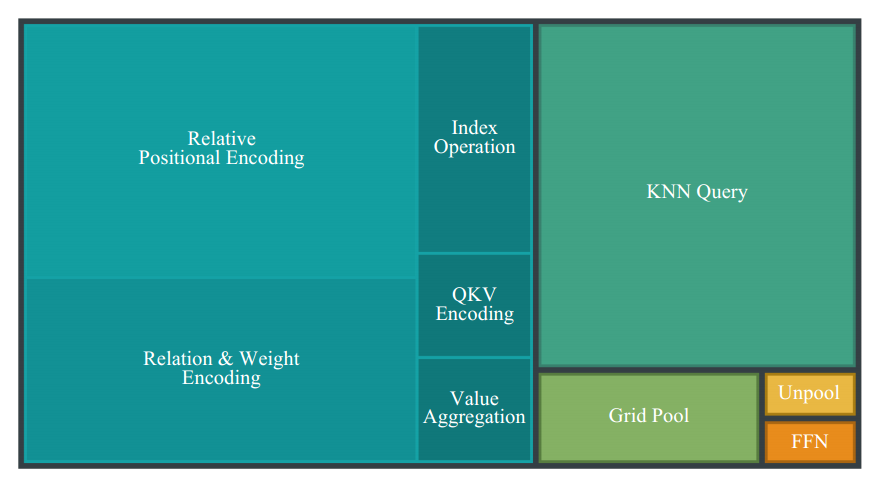 Relative
Positional Encoding
Relation & Weight
Encoding
Index
Operation
QKV
Encoding
Value
Aggregation
KNN Query
Grid Pool
Unpool
FFN